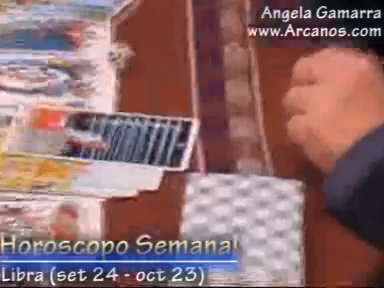 Angela Gamarra
www.Arcanos.com
Horoscopo Semanal
Libra (set 24 - oct 23)